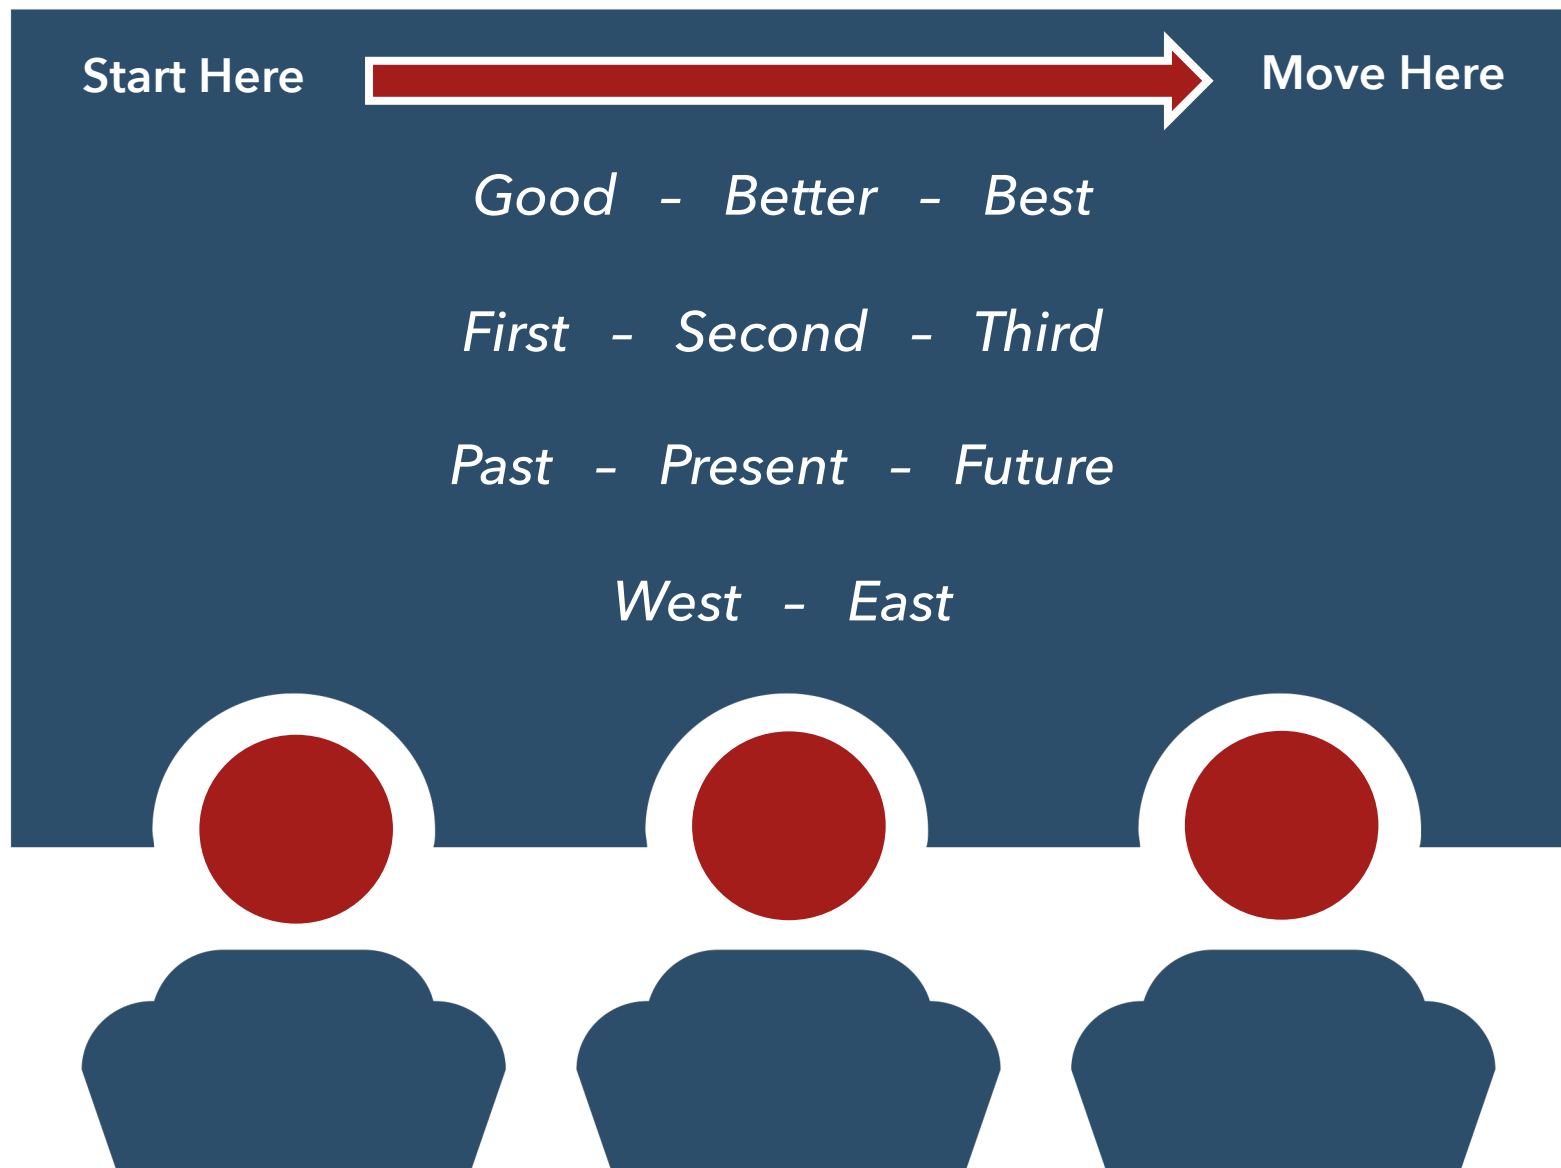 Start Here Move Here
Good – Better – Best
First – Second – Third
Past – Present – Future
West – East